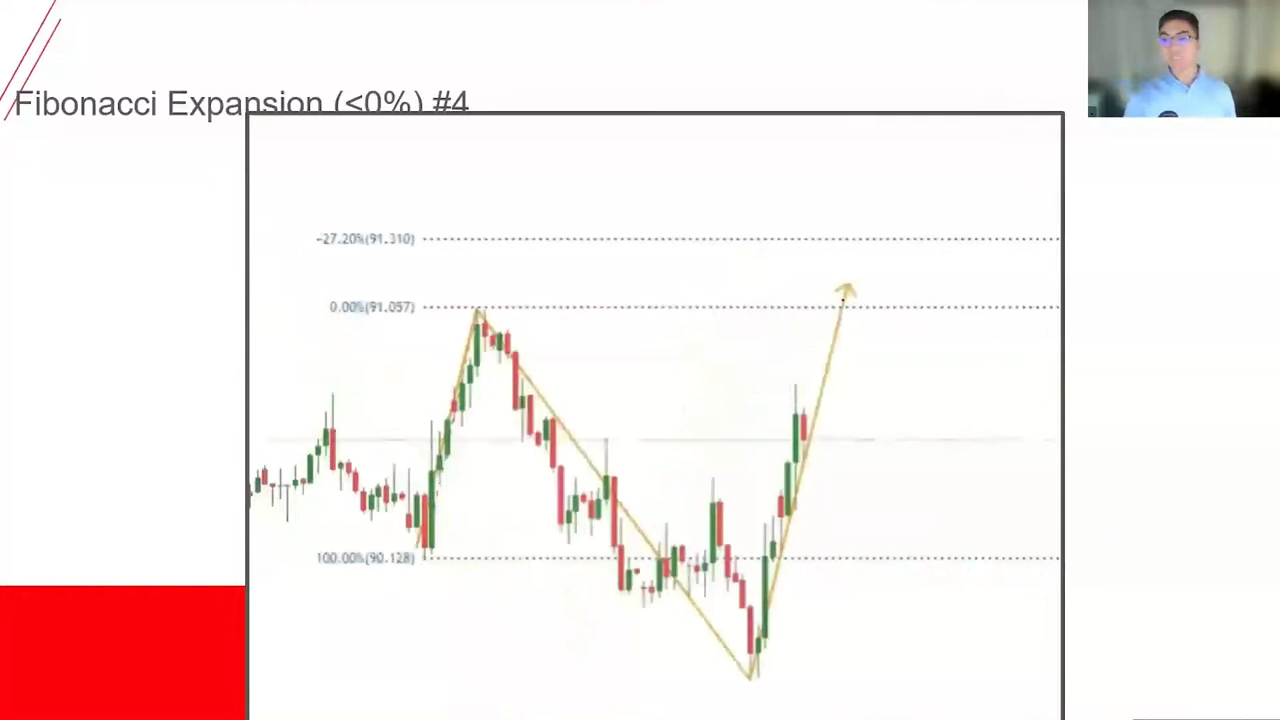 Fibonacci Expansion (<0%) #4
-27.20%(91.310)
0.00%(91.057)
100.00%(90.128)